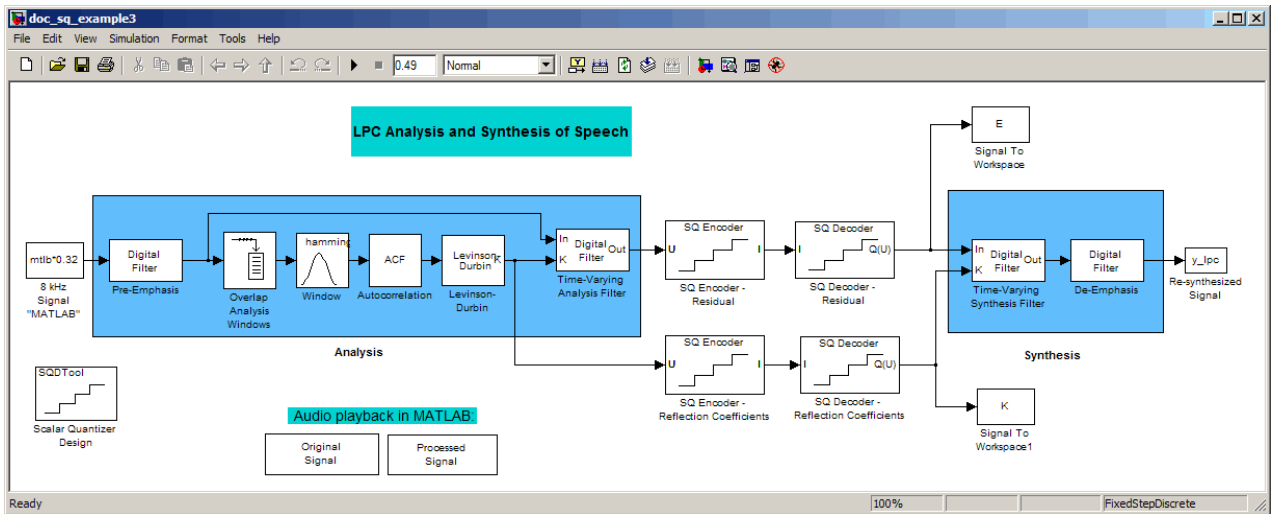 doc_sq_example3
File Edit View Simulation Format Tools Help
0.49 Normal
LPC Analysis and Synthesis of Speech
E
Signal To
Workspace
mtlb*0.32
8 kHz
Signal
"MATLAB"
Digital
Filter
Pre-Emphasis
Overlap
Analysis
Windows
hamming
Window
ACF
Autocorrelation
Levinson
Durbin
K
Levinson-
Durbin
In
K
Digital
Filter
Out
Time-Varying
Analysis Filter
Analysis
SQ Encoder
U
I
SQ Encoder -
Residual
SQ Decoder
I
Q(U)
SQ Decoder -
Residual
In
K
Digital
Filter
Out
Time-Varying
Synthesis Filter
Digital
Filter
De-Emphasis
y_lpc
Re-synthesized
Signal
Synthesis
SQ Encoder
U
I
SQ Encoder -
Reflection Coefficients
SQ Decoder
I
Q(U)
SQ Decoder -
Reflection Coefficients
K
Signal To
Workspace1
SQDTool
Scalar Quantizer
Design
Audio playback in MATLAB:
Original
Signal
Processed
Signal
Ready
100%
FixedStepDiscrete